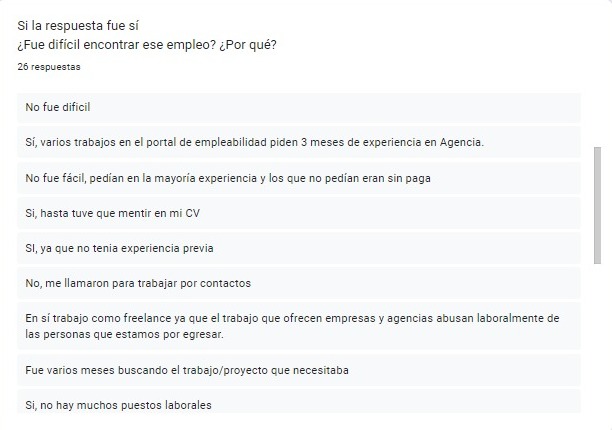 Si la respuesta fue sí
¿Fue difícil encontrar ese empleo? ¿Por qué?
26 respuestas
No fue dificil
Sí, varios trabajos en el portal de empleabilidad piden 3 meses de experiencia en Agencia.
No fue fácil, pedían en la mayoría experiencia y los que no pedían eran sin paga
Si, hasta tuve que mentir en mi CV
SI, ya que no tenia experiencia previa
No, me llamaron para trabajar por contactos
En sí trabajo como freelance ya que el trabajo que ofrecen empresas y agencias abusan laboralmente de
las personas que estamos por egresar.
Fue varios meses buscando el trabajo/proyecto que necesitaba
Si, no hay muchos puestos laborales